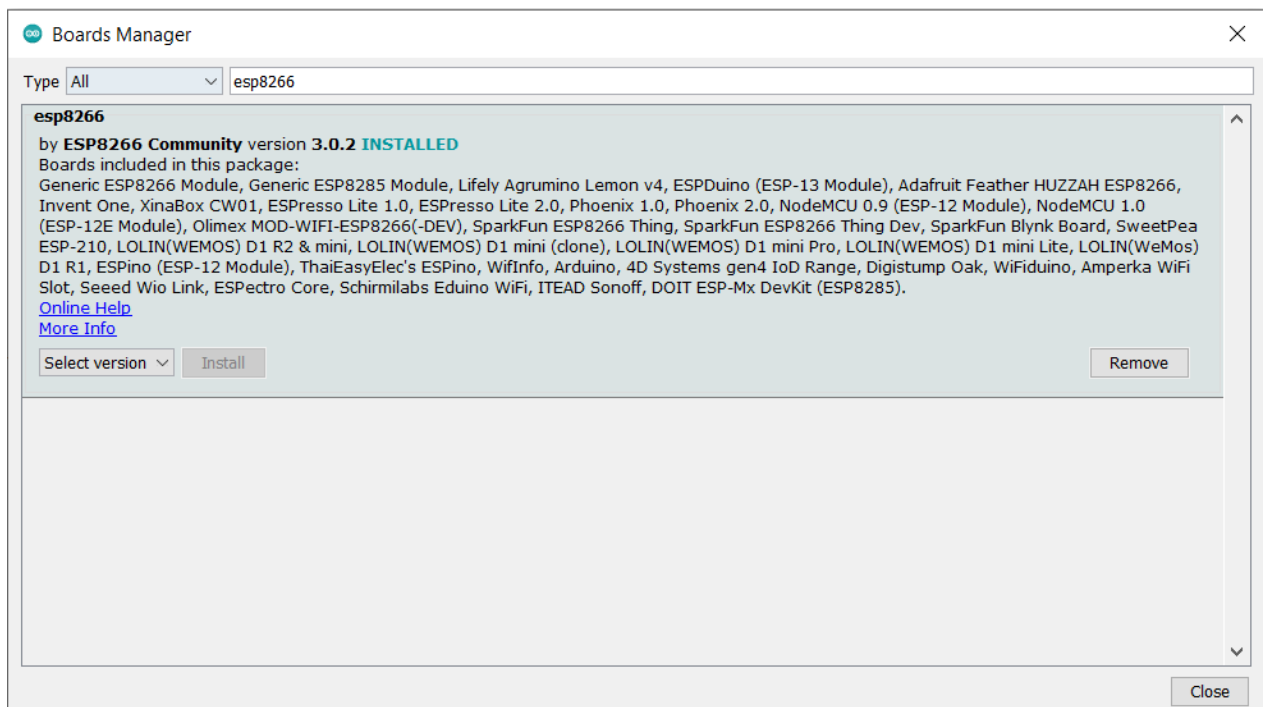 Boards Manager
Type All esp8266
esp8266
by ESP8266 Community version 3.0.2 INSTALLED
Boards included in this package:
Generic ESP8266 Module, Generic ESP8285 Module, Lifely Agrumino Lemon v4, ESPDuino (ESP-13 Module), Adafruit Feather HUZZAH ESP8266,
Invent One, XinaBox CW01, ESPresso Lite 1.0, ESPresso Lite 2.0, Phoenix 1.0, Phoenix 2.0, NodeMCU 0.9 (ESP-12 Module), NodeMCU 1.0
(ESP-12E Module), Olimex MOD-WIFI-ESP8266(-DEV), SparkFun ESP8266 Thing, SparkFun ESP8266 Thing Dev, SparkFun Blynk Board, SweetPea
ESP-210, LOLIN(WEMOS) D1 R2 & mini, LOLIN(WEMOS) D1 mini (clone), LOLIN(WEMOS) D1 mini Pro, LOLIN(WEMOS) D1 mini Lite, LOLIN(WeMos)
D1 R1, ESPino (ESP-12 Module), ThaiEasyElec's ESPino, WifInfo, Arduino, 4D Systems gen4 IoD Range, Digistump Oak, WiFiduino, Amperka WiFi
Slot, Seeed Wio Link, ESPectro Core, Schirmilabs Eduino WiFi, ITEAD Sonoff, DOIT ESP-Mx DevKit (ESP8285).
Online Help
More Info
Select version Install Remove
Close